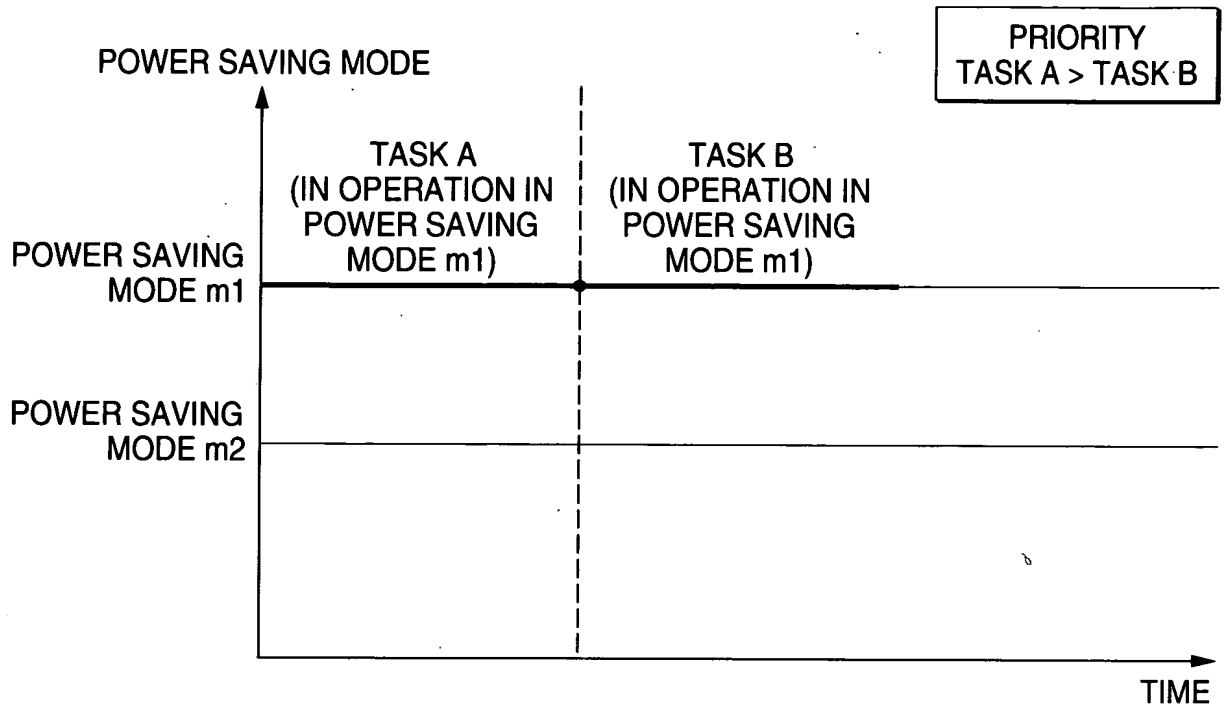 PRIORITY
TASK A > TASK B
POWER SAVING MODE
TASK A
(IN OPERATION IN
POWER SAVING
MODE m1)
TASK B
(IN OPERATION IN
POWER SAVING
MODE m1)
POWER SAVING
MODE m1
POWER SAVING
MODE m2
TIME